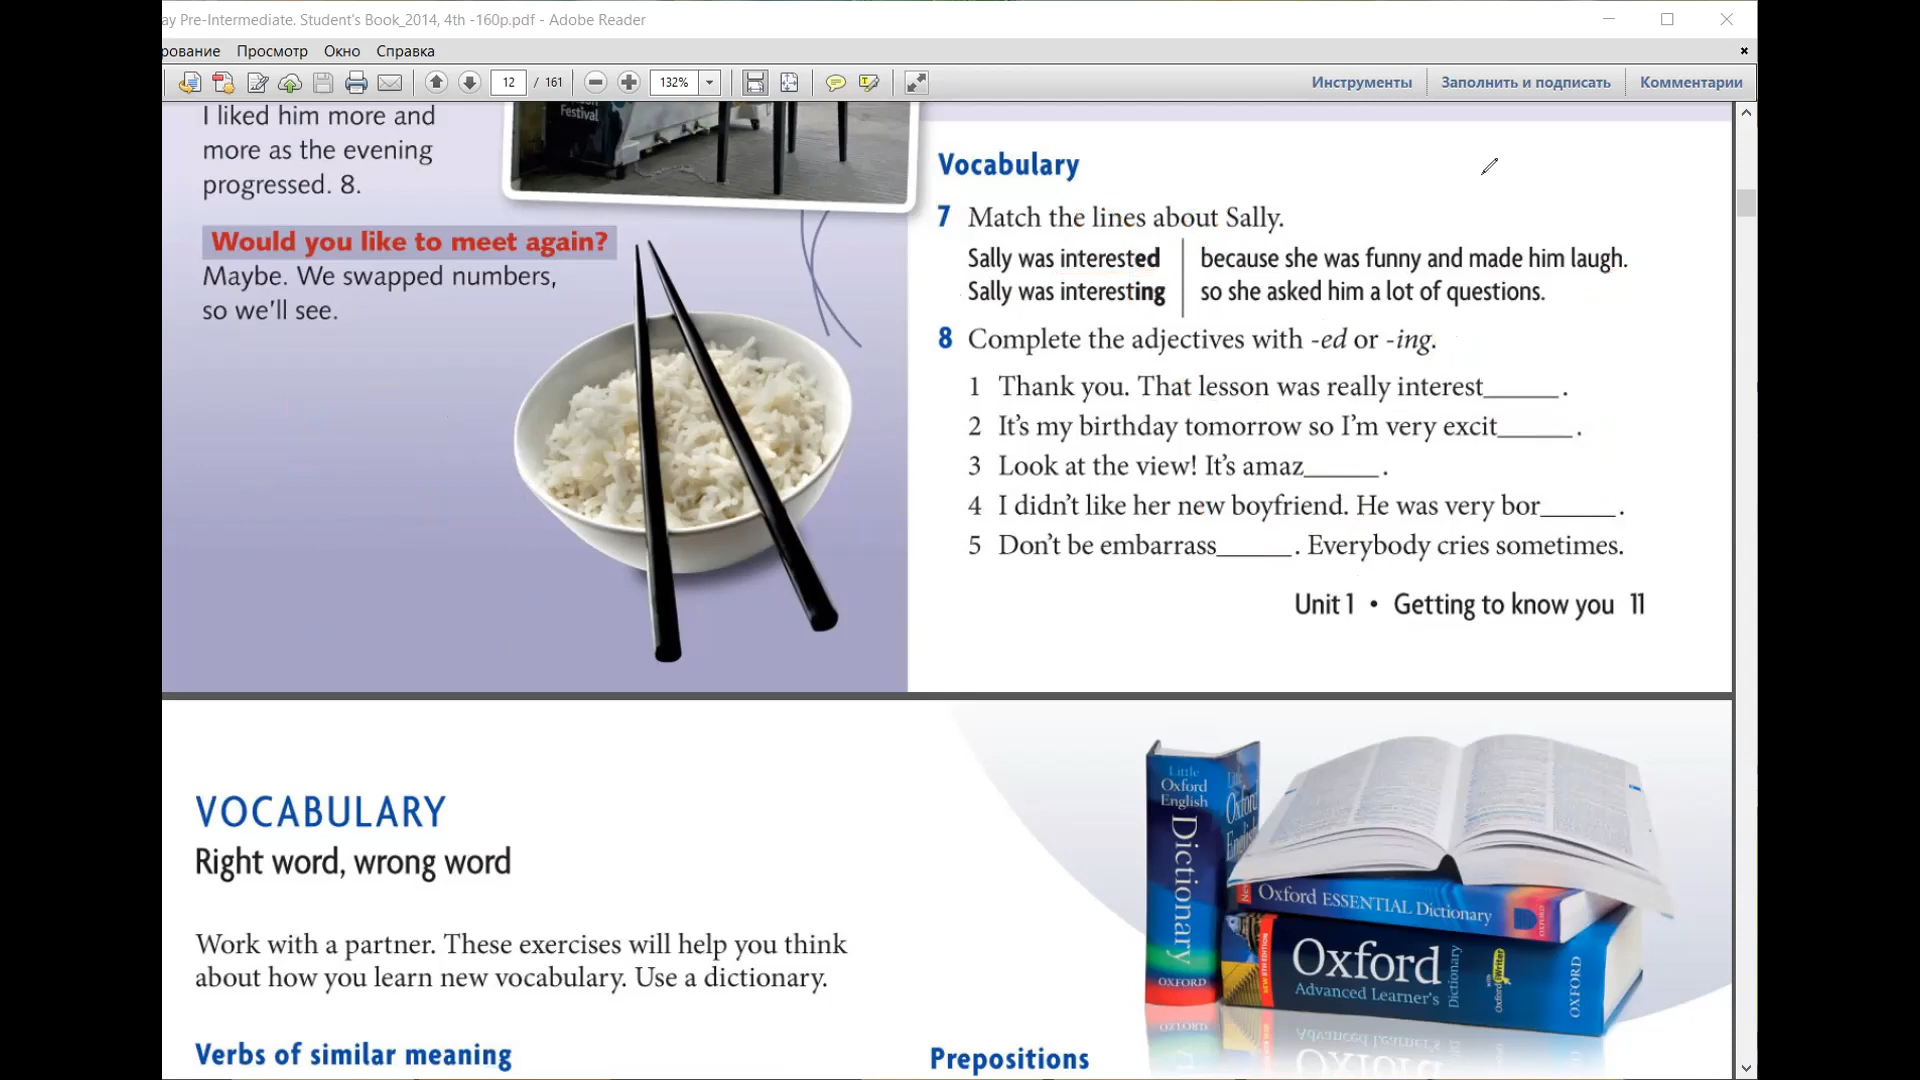 ay Pre-Intermediate. Student's Book_2014, 4th -160p.pdf - Adobe Reader
рование Просмотр Окно Справка
12 / 161 132% Инструменты Заполнить и подписать Комментарии
I liked him more and
more as the evening
progressed. 8.
Festival
Would you like to meet again?
Maybe. We swapped numbers,
so we'll see.
Vocabulary
7 Match the lines about Sally.
Sally was interested because she was funny and made him laugh.
Sally was interesting so she asked him a lot of questions.
8 Complete the adjectives with -ed or -ing.
1 Thank you. That lesson was really interest______ .
2 It's my birthday tomorrow so I'm very excit______ .
3 Look at the view! It's amaz______ .
4 I didn't like her new boyfriend. He was very bor______ .
5 Don't be embarrass______ . Everybody cries sometimes.
Unit 1 • Getting to know you 11
VOCABULARY
Right word, wrong word
Work with a partner. These exercises will help you think
about how you learn new vocabulary. Use a dictionary.
Little
Oxford
English
Dictionary
OXFORD
Oxford ESSENTIAL Dictionary
OXFORD
Oxford
Advanced Learner's
Dictionary
OXFORD
Verbs of similar meaning
Prepositions